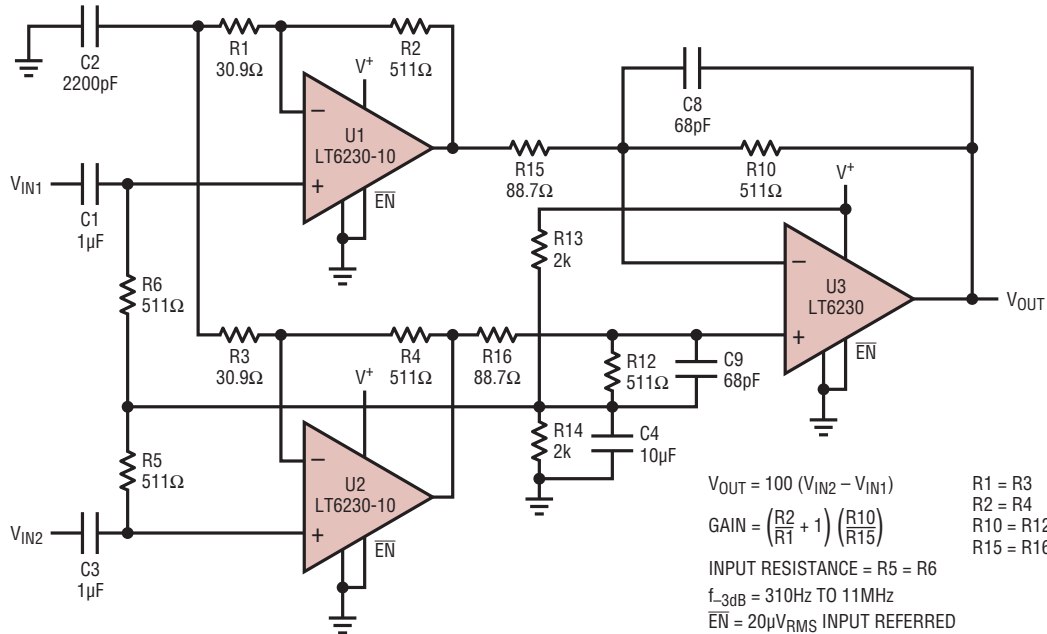 C2
2200pF
R1
30.9Ω
R2
511Ω
V+
U1
LT6230-10
–
+
EN
VIN1
C1
1µF
R15
88.7Ω
C8
68pF
R10
511Ω
V+
R13
2k
R6
511Ω
–
U3
LT6230
+
EN
VOUT
R3
30.9Ω
R4
511Ω
R16
88.7Ω
R12
511Ω
C9
68pF
V+
R14
2k
C4
10µF
R5
511Ω
–
U2
LT6230-10
+
EN
VIN2
C3
1µF
VOUT = 100 (VIN2 – VIN1)
GAIN = (R2/R1 + 1) (R10/R15)
INPUT RESISTANCE = R5 = R6
f–3dB = 310Hz TO 11MHz
EN = 20µVRMS INPUT REFERRED
R1 = R3
R2 = R4
R10 = R12
R15 = R16